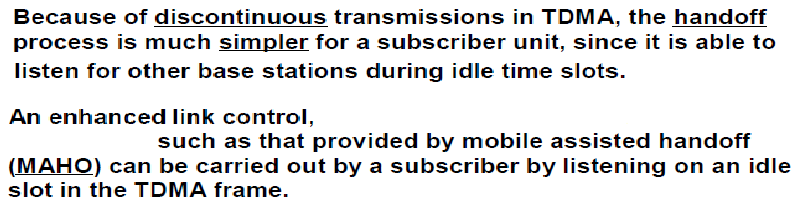 Because of discontinuous transmissions in TDMA, the handoff
process is much simpler for a subscriber unit, since it is able to
listen for other base stations during idle time slots.
An enhanced link control,
such as that provided by mobile assisted handoff
(MAHO) can be carried out by a subscriber by listening on an idle
slot in the TDMA frame.